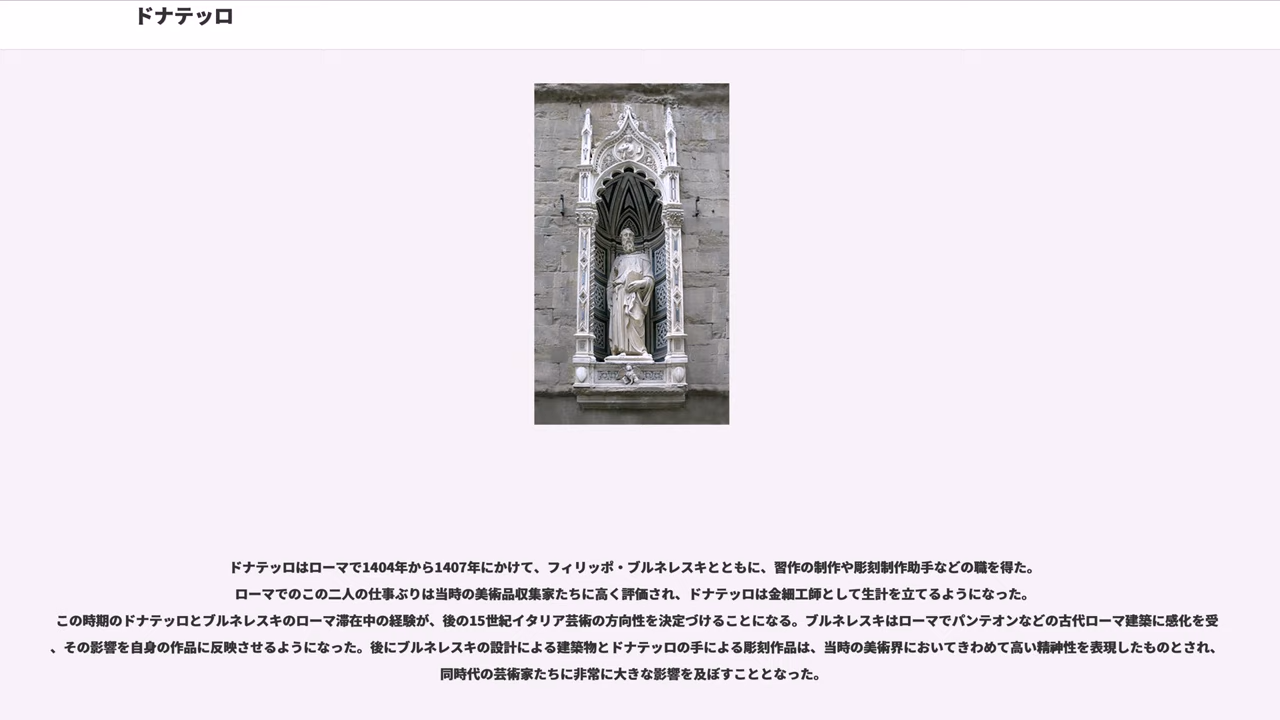 ドナテッロ
ドナテッロはローマで1404年から1407年にかけて、フィリッポ・ブルネレスキとともに、習作の制作や彫刻制作助手などの職を得た。
ローマでのこの二人の仕事ぶりは当時の美術品収集家たちに高く評価され、ドナテッロは金細工師として生計を立てるようになった。
この時期のドナテッロとブルネレスキのローマ滞在中の経験が、後の15世紀イタリア芸術の方向性を決定づけることになる。ブルネレスキはローマでパンテオンなどの古代ローマ建築に感化を受
、その影響を自身の作品に反映させるようになった。後にブルネレスキの設計による建築物とドナテッロの手による彫刻作品は、当時の美術界においてきわめて高い精神性を表現したものとされ、
同時代の芸術家たちに非常に大きな影響を及ぼすこととなった。